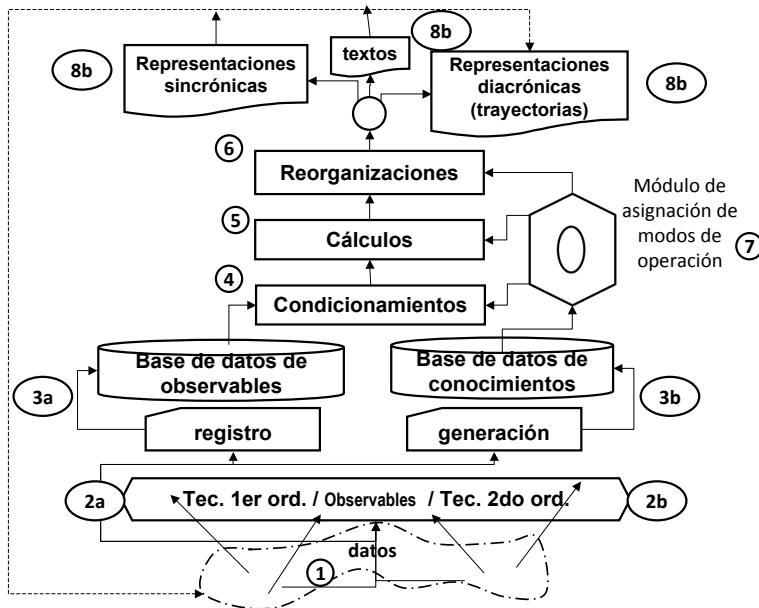 8b
textos
8b
Representaciones
sincrónicas
Representaciones
diacrónicas
(trayectorias)
8b
6
Reorganizaciones
Módulo de
asignación de
modos de
operación
7
5
Cálculos
4
Condicionamientos
Base de datos de
observables
Base de datos de
conocimientos
3a
registro
generación
3b
2a
Tec. 1er ord. / Observables / Tec. 2do ord.
2b
datos
1